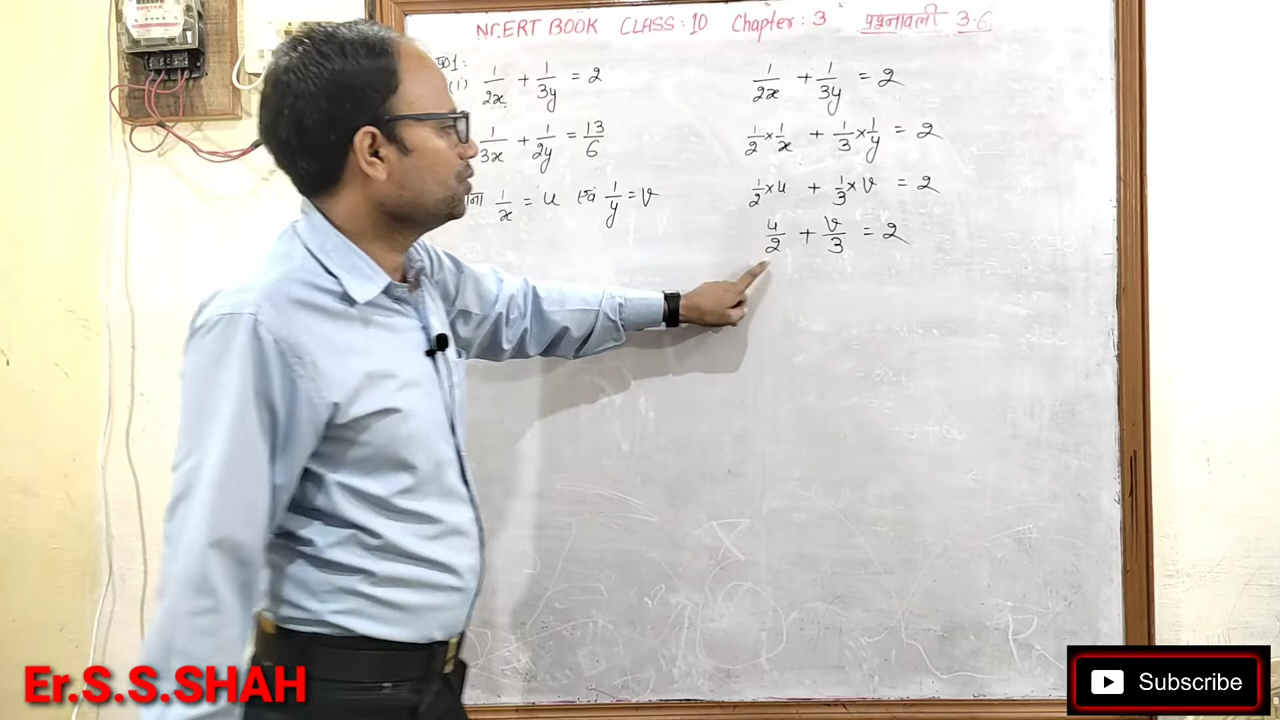 NCERT BOOK CLASS:10 Chapter:3 प्रश्नावली 3.6
प्र01:
(i) 1/2x + 1/3y = 2
1/3x + 1/2y = 13/6
माना 1/x = u एवं 1/y = v
1/2x + 1/3y = 2
1/2 × 1/x + 1/3 × 1/y = 2
1/2 × u + 1/3 × v = 2
u/2 + v/3 = 2
Er.S.S.SHAH
Subscribe